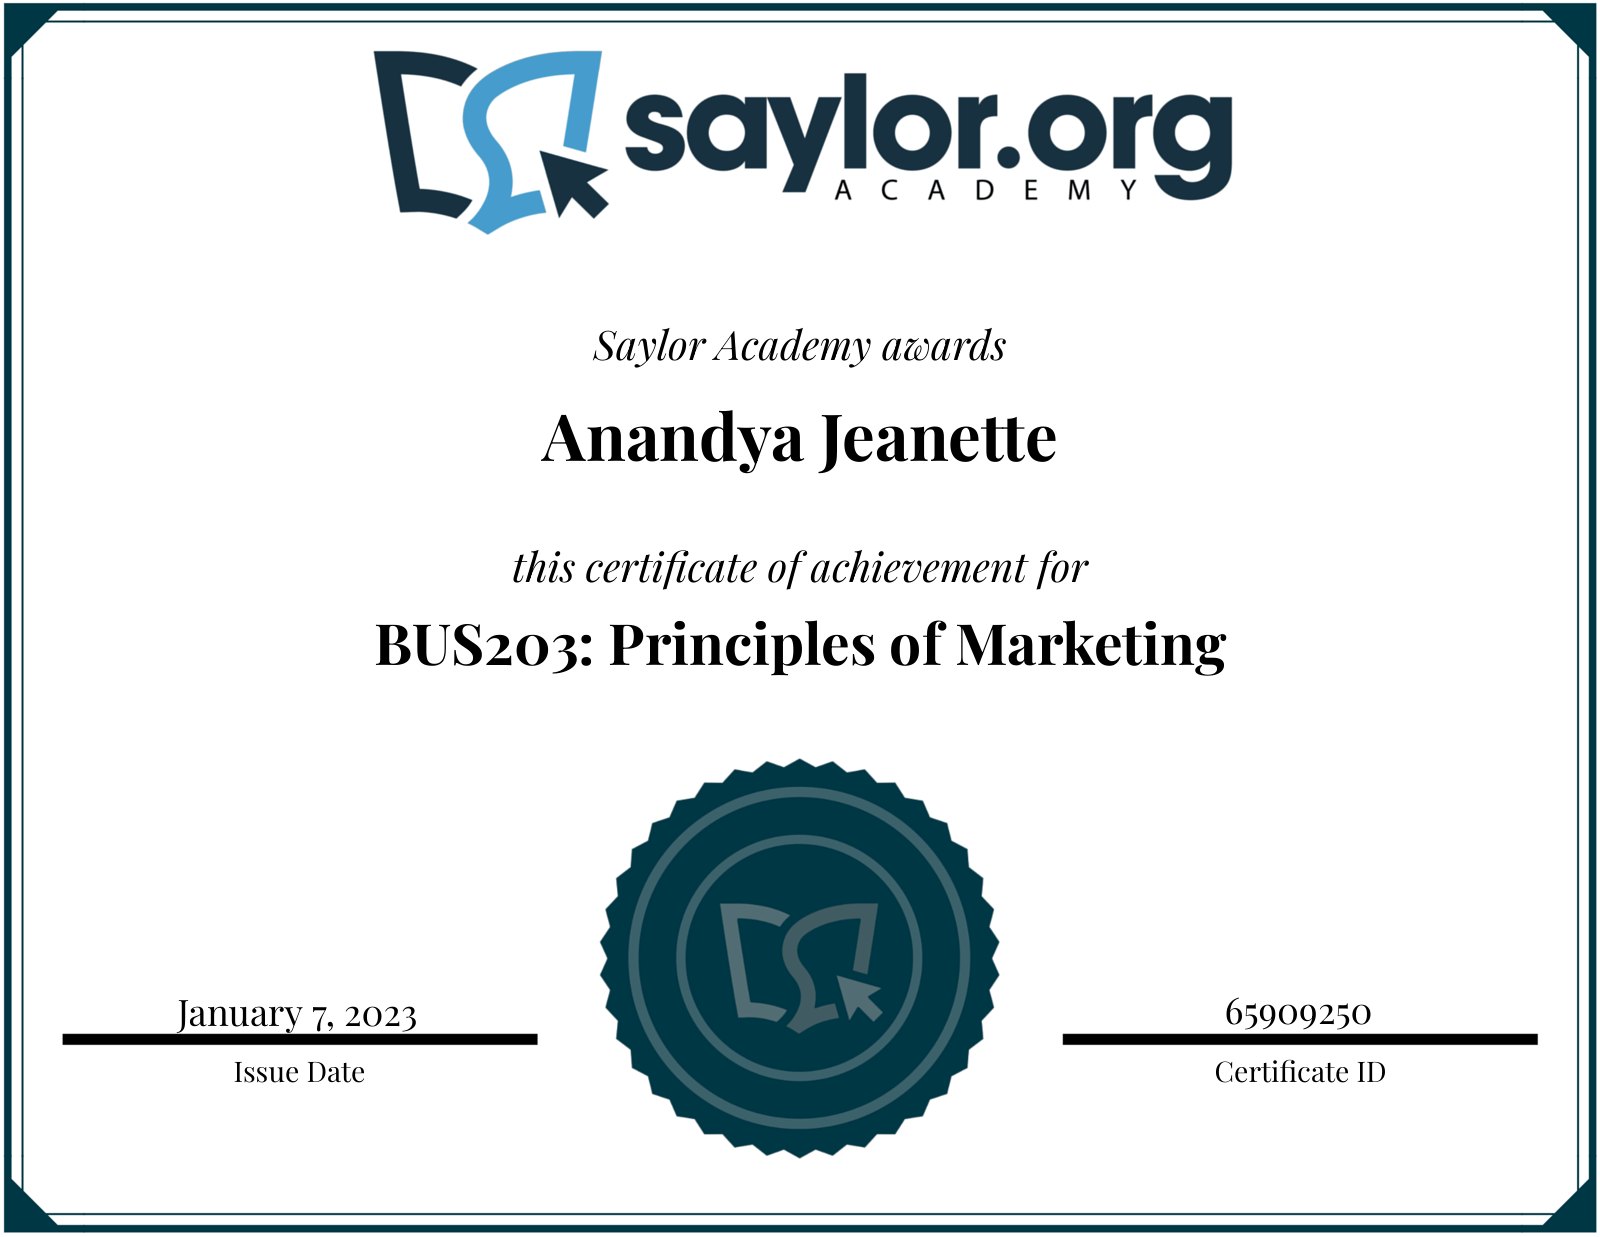 saylor.org
ACADEMY
Saylor Academy awards
Anandya Jeanette
this certificate of achievement for
BUS203: Principles of Marketing
January 7, 2023
Issue Date
65909250
Certificate ID